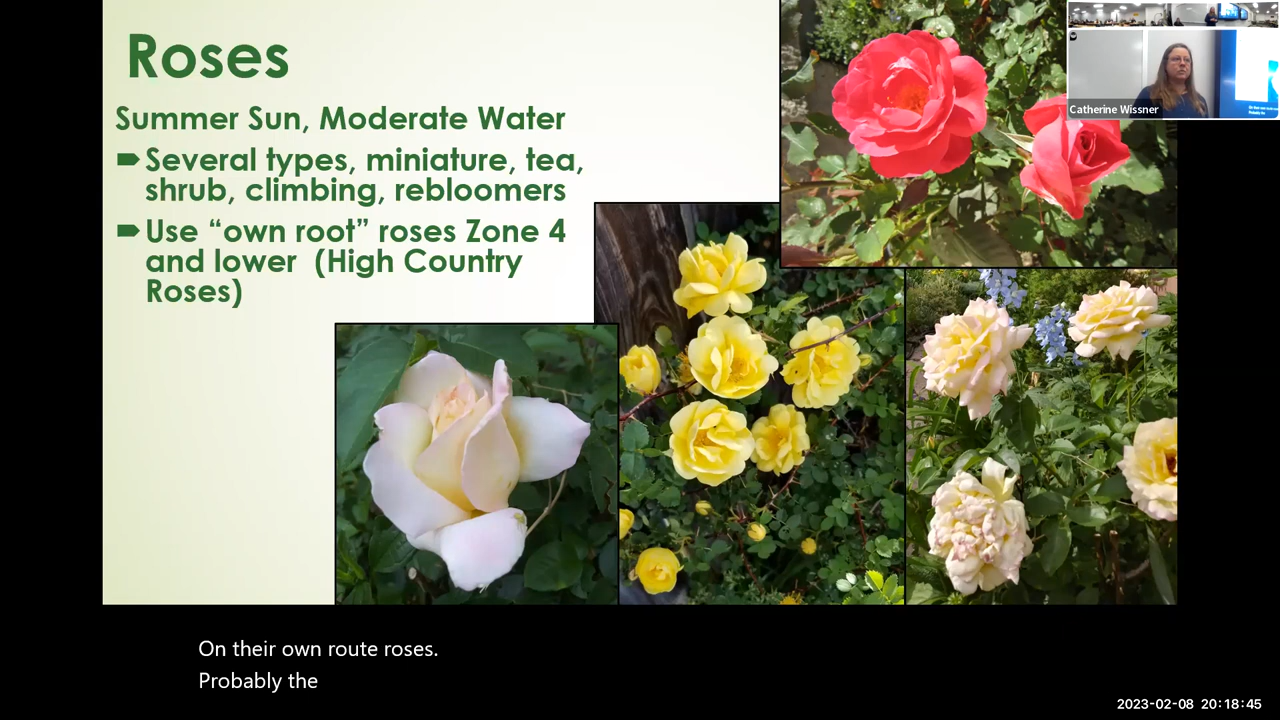 Roses
Summer Sun, Moderate Water
Several types, miniature, tea,
shrub, climbing, rebloomers
Use “own root” roses Zone 4
and lower (High Country
Roses)
Catherine Wissner
On their own route roses.
Probably the
2023-02-08 20:18:45